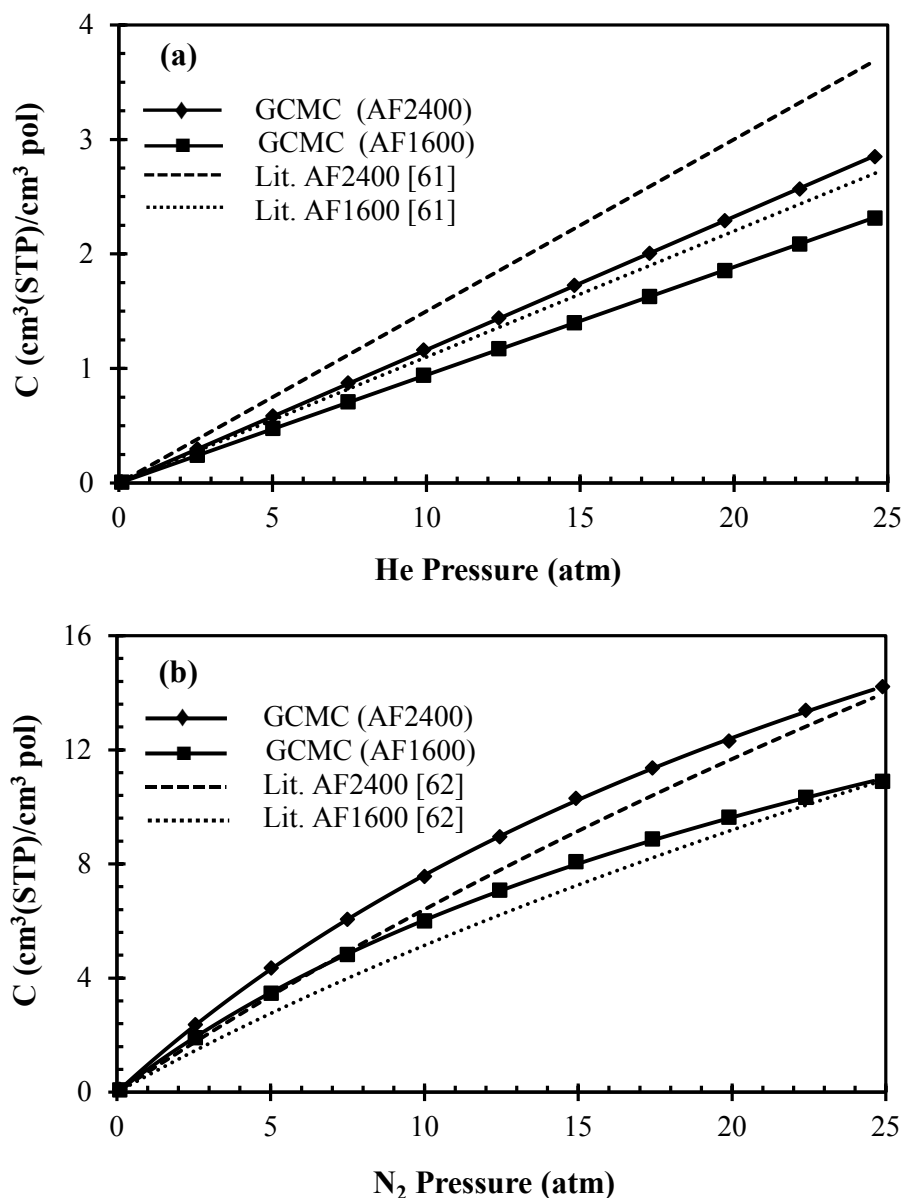 4
(a)
GCMC (AF2400)
GCMC (AF1600)
Lit. AF2400 [61]
Lit. AF1600 [61]
3
2
1
0
C (cm³(STP)/cm³ pol)
0 5 10 15 20 25
He Pressure (atm)
16
(b)
GCMC (AF2400)
GCMC (AF1600)
Lit. AF2400 [62]
Lit. AF1600 [62]
12
8
4
0
C (cm³(STP)/cm³ pol)
0 5 10 15 20 25
N₂ Pressure (atm)